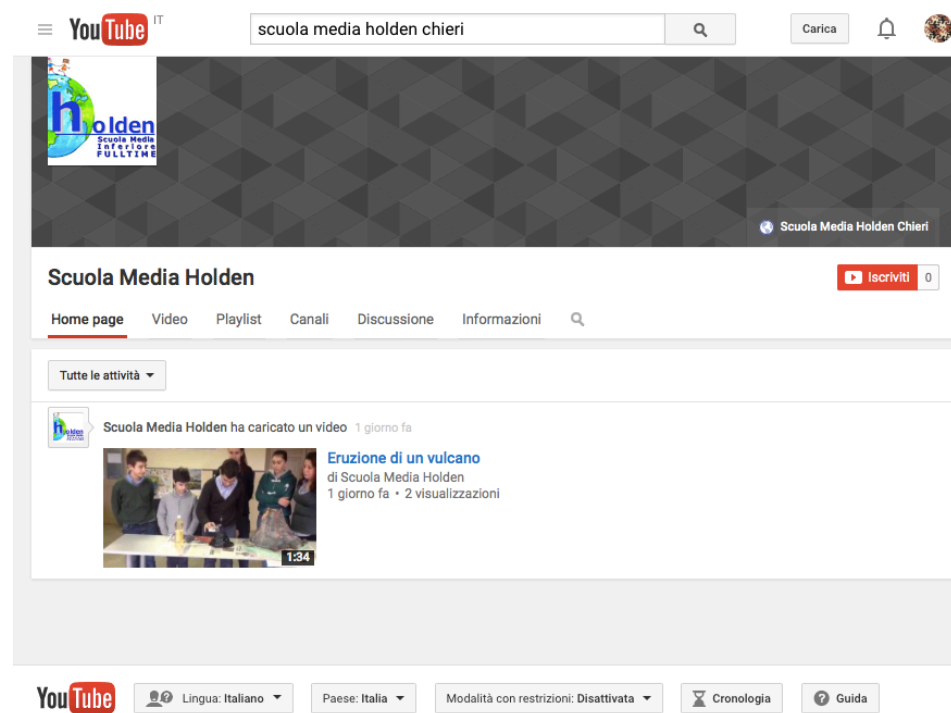 YouTube IT
scuola media holden chieri
Carica
holden
Scuola Media
Inferiore
FULLTIME
Scuola Media Holden Chieri
Scuola Media Holden
Iscriviti 0
Home page Video Playlist Canali Discussione Informazioni
Tutte le attività
holden
Scuola Media Holden ha caricato un video 1 giorno fa
Eruzione di un vulcano
di Scuola Media Holden
1 giorno fa • 2 visualizzazioni
1:34
YouTube Lingua: Italiano Paese: Italia Modalità con restrizioni: Disattivata Cronologia Guida